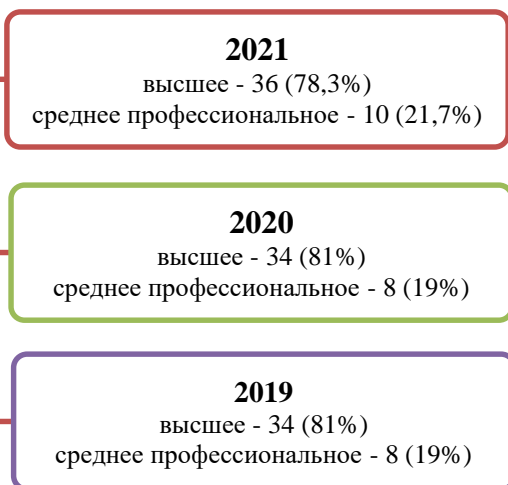 2021
высшее - 36 (78,3%)
среднее профессиональное - 10 (21,7%)
2020
высшее - 34 (81%)
среднее профессиональное - 8 (19%)
2019
высшее - 34 (81%)
среднее профессиональное - 8 (19%)